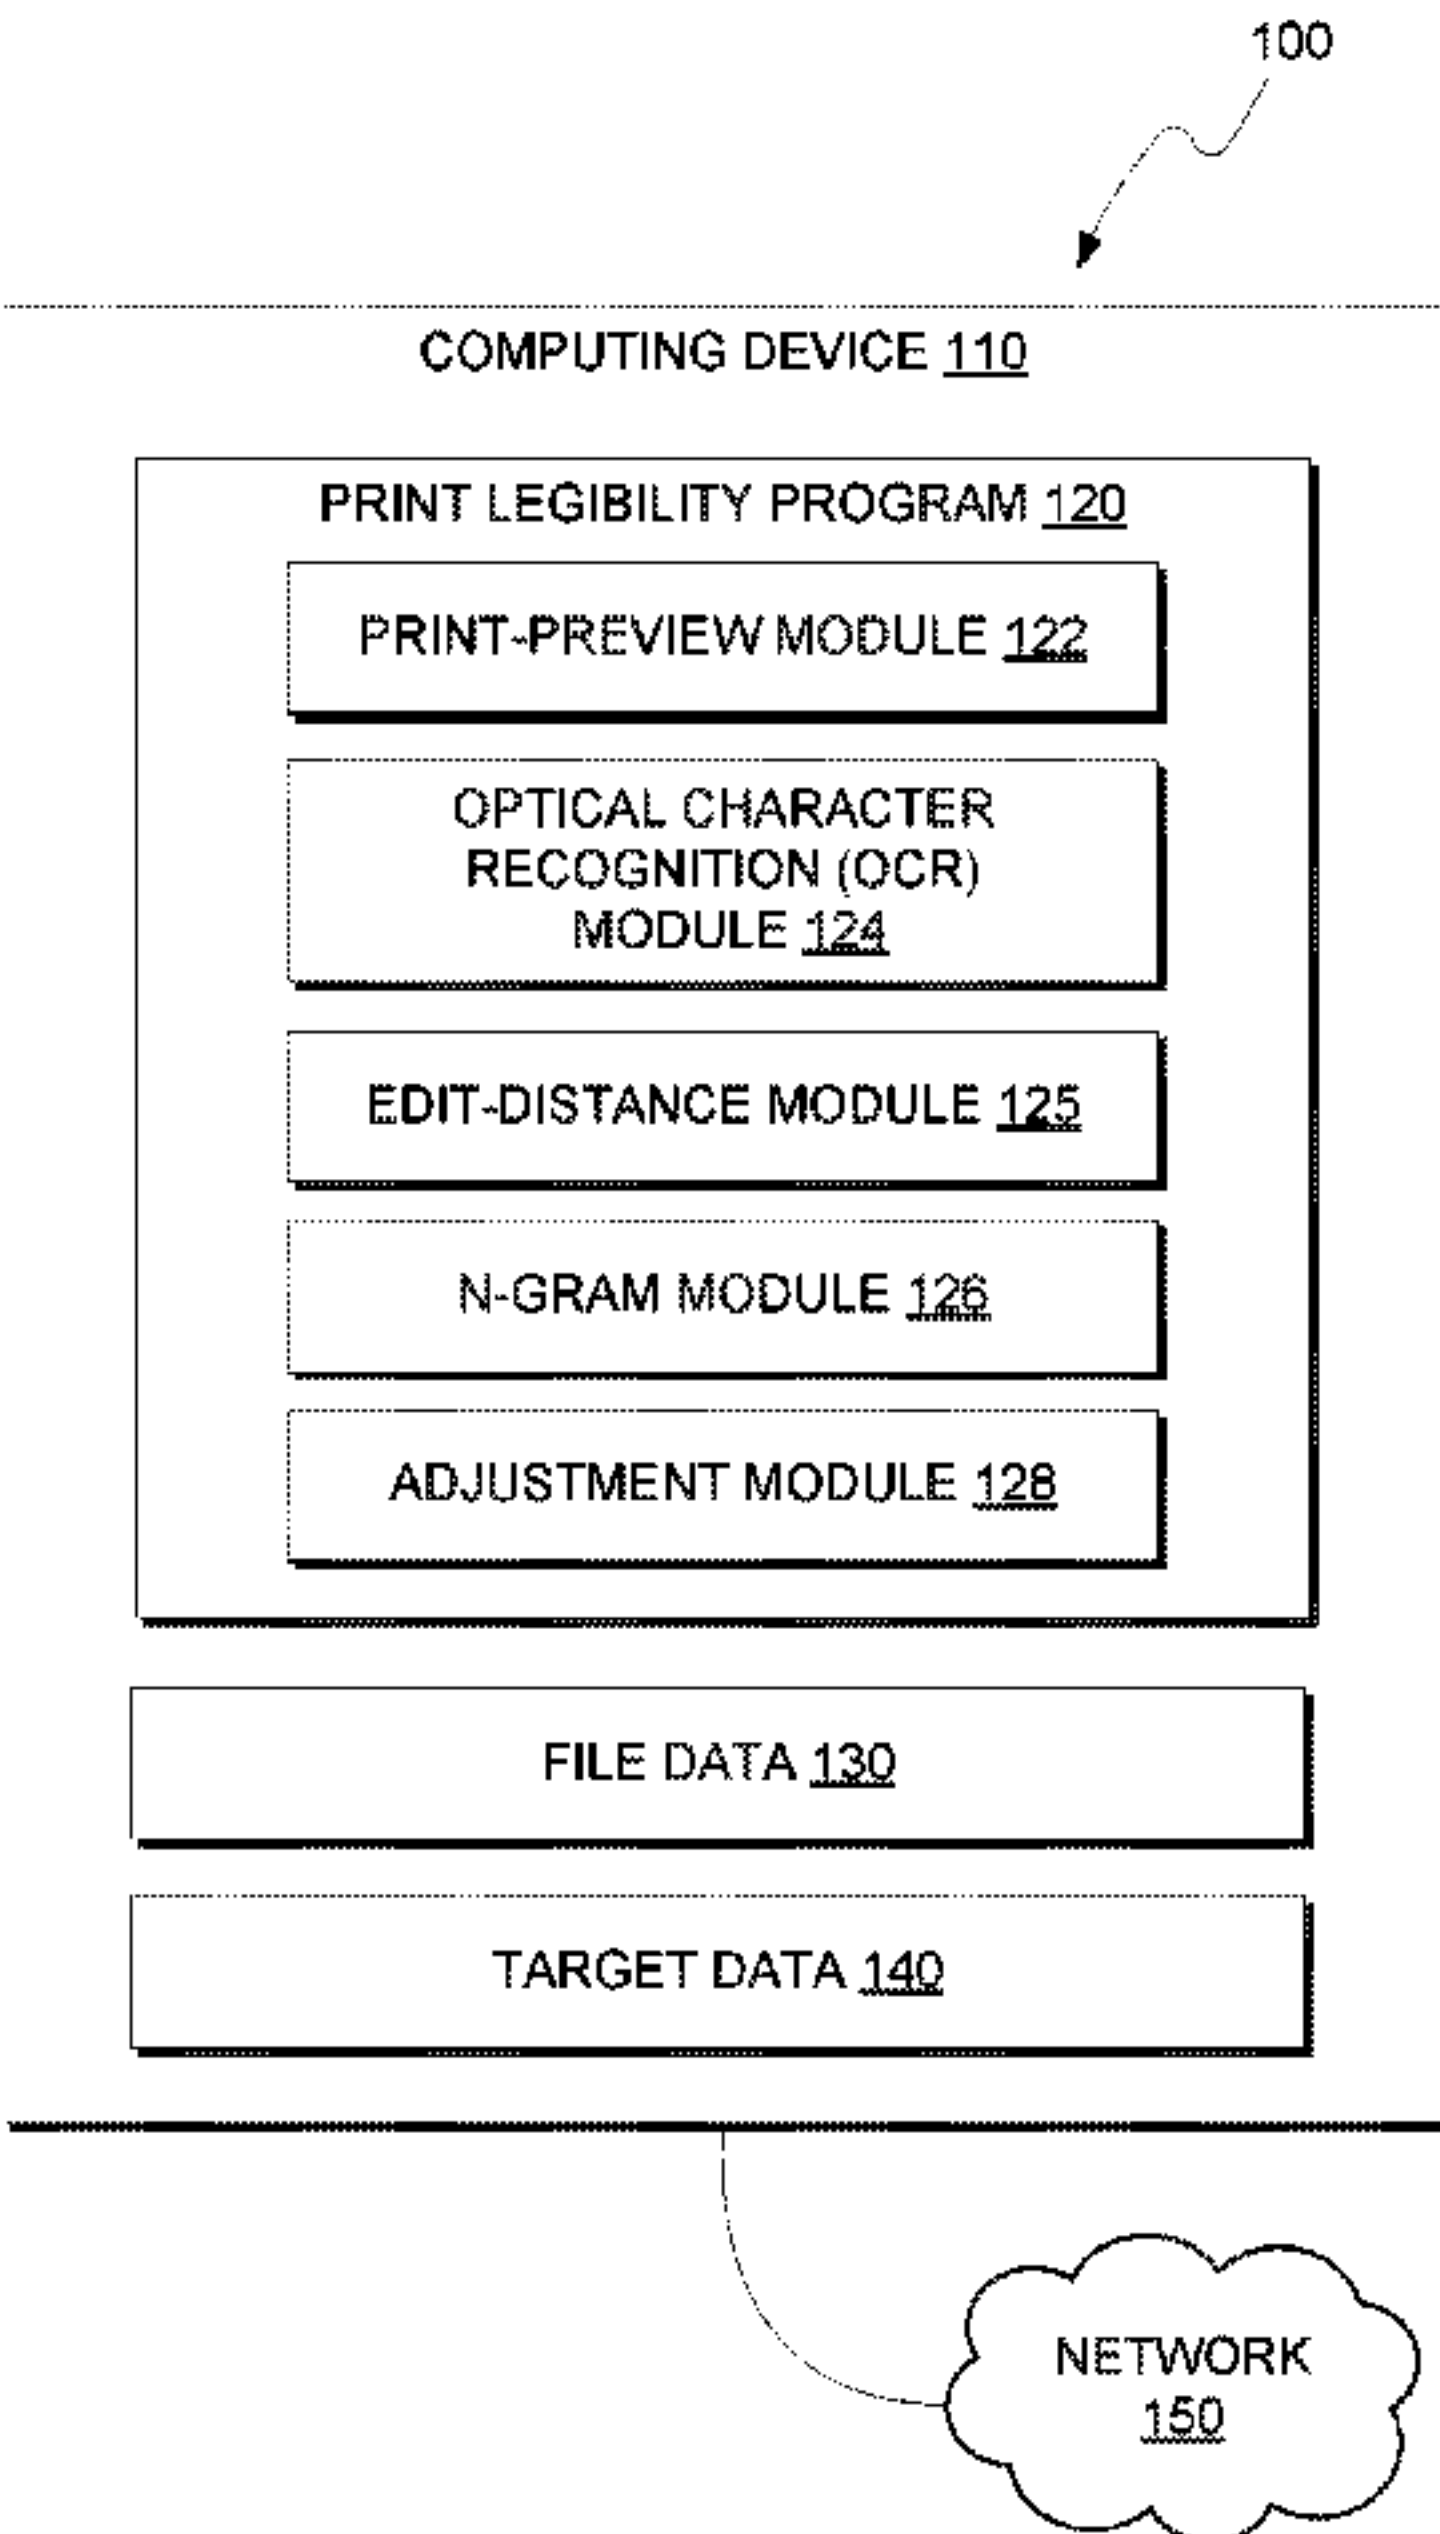 100
COMPUTING DEVICE 110
PRINT LEGIBILITY PROGRAM 120
PRINT-PREVIEW MODULE 122
OPTICAL CHARACTER
RECOGNITION (OCR)
MODULE 124
EDIT-DISTANCE MODULE 125
N-GRAM MODULE 126
ADJUSTMENT MODULE 128
FILE DATA 130
TARGET DATA 140
NETWORK
150